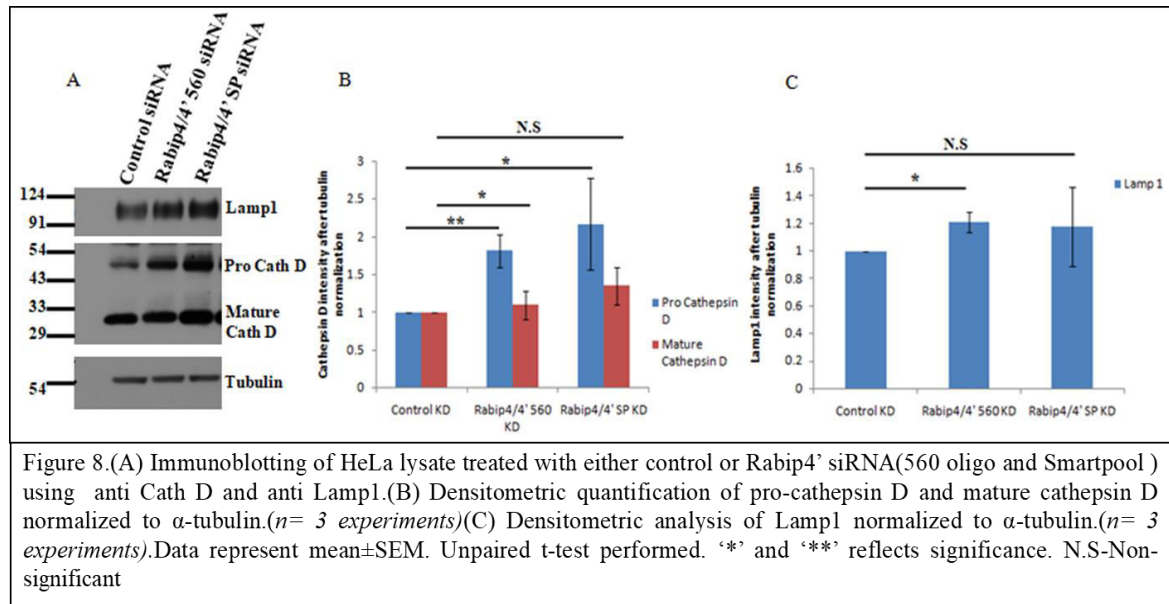 A
Control siRNA
Rabip4/4' 560 siRNA
Rabip4/4' SP siRNA
124
91
Lamp1
54
43
Pro Cath D
33
29
Mature
Cath D
54
Tubulin
B
N.S
*
*
**
Cathepsin D intensity after tubulin
normalization
3
2.5
2
1.5
1
0.5
0
Control KD
Rabip4/4' 560
KD
Rabip4/4' SP KD
Pro Cathepsin
D
Mature
Cathepsin D
C
N.S
*
Lamp1 intensity after tubulin
normalization
1.6
1.4
1.2
1
0.8
0.6
0.4
0.2
0
Control KD
Rabip4/4' 560 KD
Rabip4/4' SP KD
Lamp 1
Figure 8.(A) Immunoblotting of HeLa lysate treated with either control or Rabip4’ siRNA(560 oligo and Smartpool )
using anti Cath D and anti Lamp1.(B) Densitometric quantification of pro-cathepsin D and mature cathepsin D
normalized to α-tubulin.(n= 3 experiments)(C) Densitometric analysis of Lamp1 normalized to α-tubulin.(n= 3
experiments).Data represent mean±SEM. Unpaired t-test performed. ‘*’ and ‘**’ reflects significance. N.S-Non-
significant